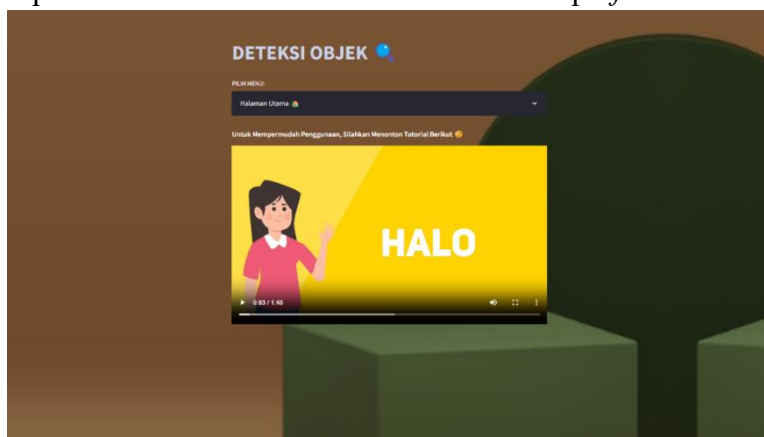 DETEKSI OBJEK 🔍
PILIH MENU:
Halaman Utama 🏠
Untuk Mempermudah Penggunaan, Silahkan Menonton Tutorial Berikut 😊
HALO
0:03 / 1:48